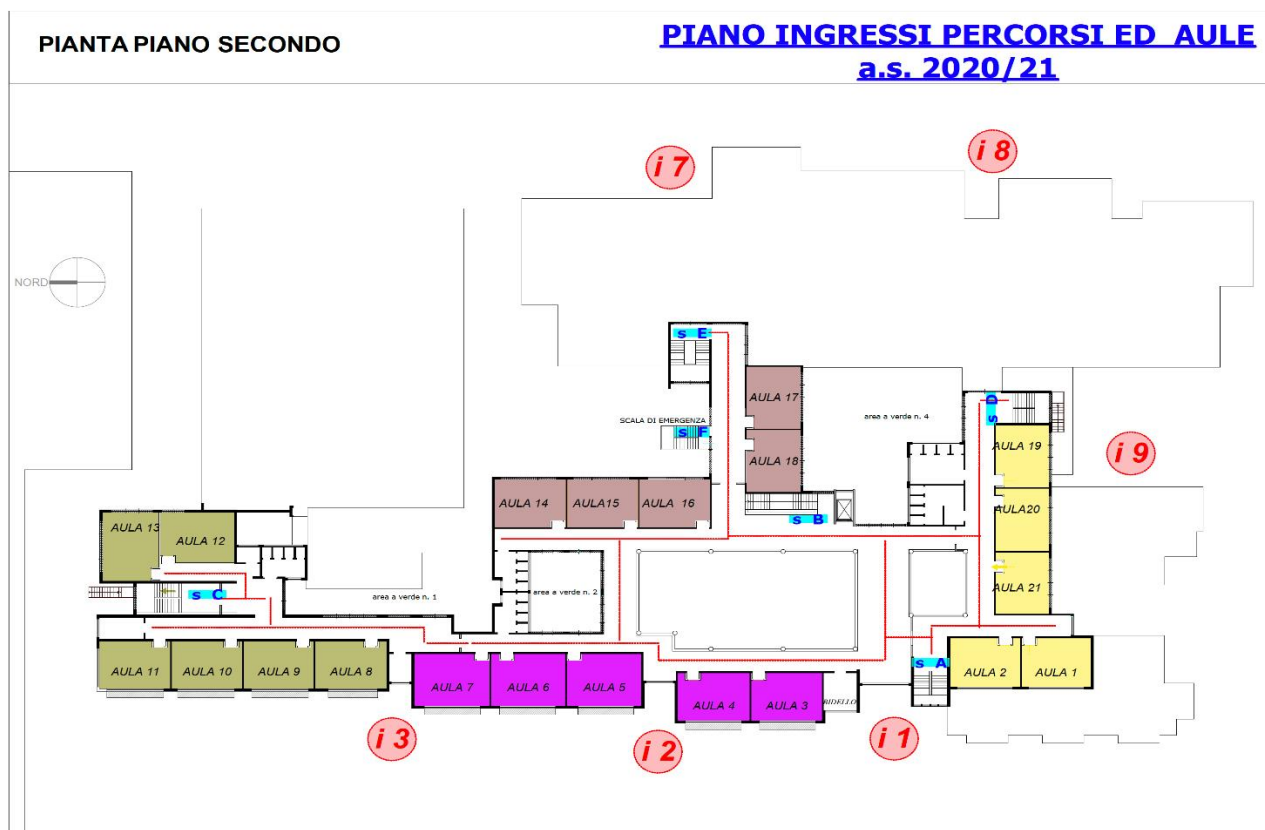 PIANTA PIANO SECONDO
PIANO INGRESSI PERCORSI ED AULE
a.s. 2020/21
i 7
i 8
NORD
s E
AULA 17
SCALA DI EMERGENZA
s F
area a verde n. 4
s D
AULA 18
AULA 19
i 9
AULA 14
AULA15
AULA 16
s B
AULA20
AULA 13
AULA 12
AULA 21
s C
area a verde n. 1
area a verde n. 2
s A
AULA 11
AULA 10
AULA 9
AULA 8
AULA 7
AULA 6
AULA 5
AULA 4
AULA 3
BIDELLO
AULA 2
AULA 1
i 3
i 2
i 1